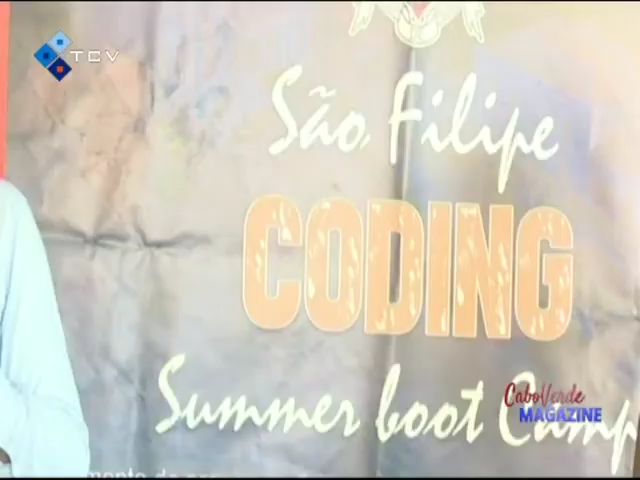 TCV
São Filipe
CODING
Summer boot Camp
CaboVerde
MAGAZINE